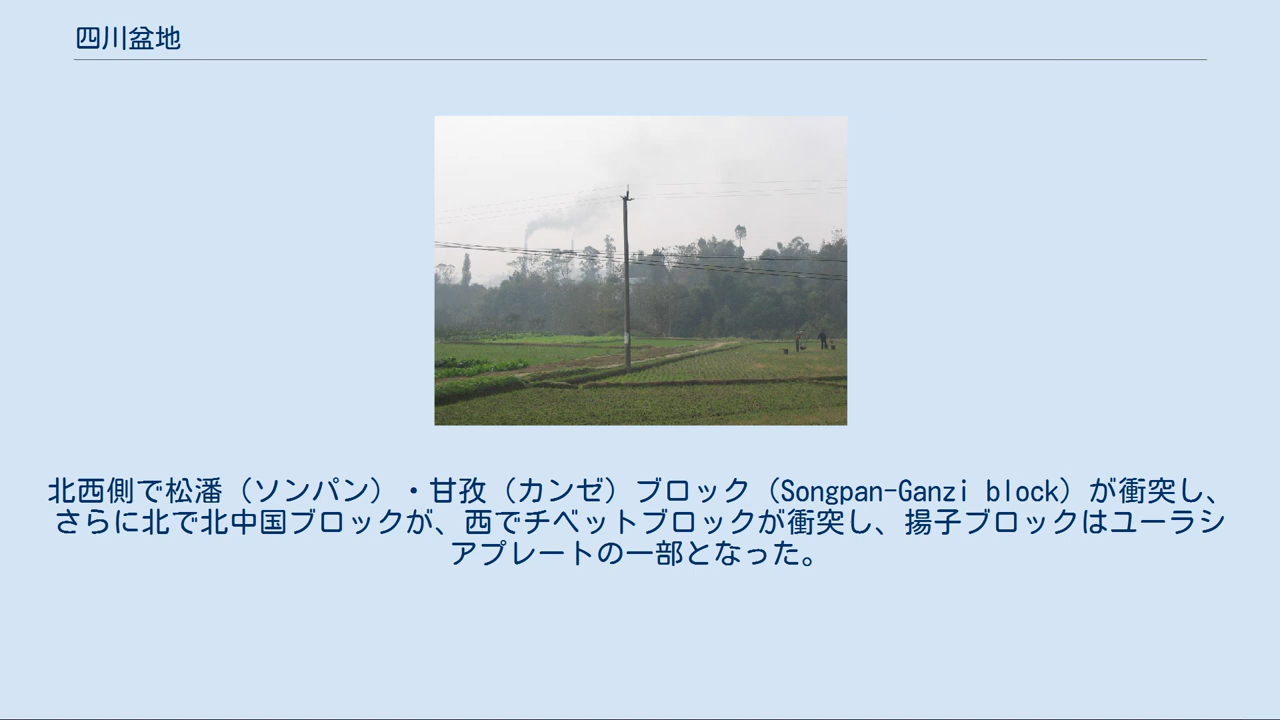 四川盆地
北西側で松潘（ソンパン）・甘孜（カンゼ）ブロック（Songpan-Ganzi block）が衝突し、
さらに北で北中国ブロックが、西でチベットブロックが衝突し、揚子ブロックはユーラシ
アプレートの一部となった。